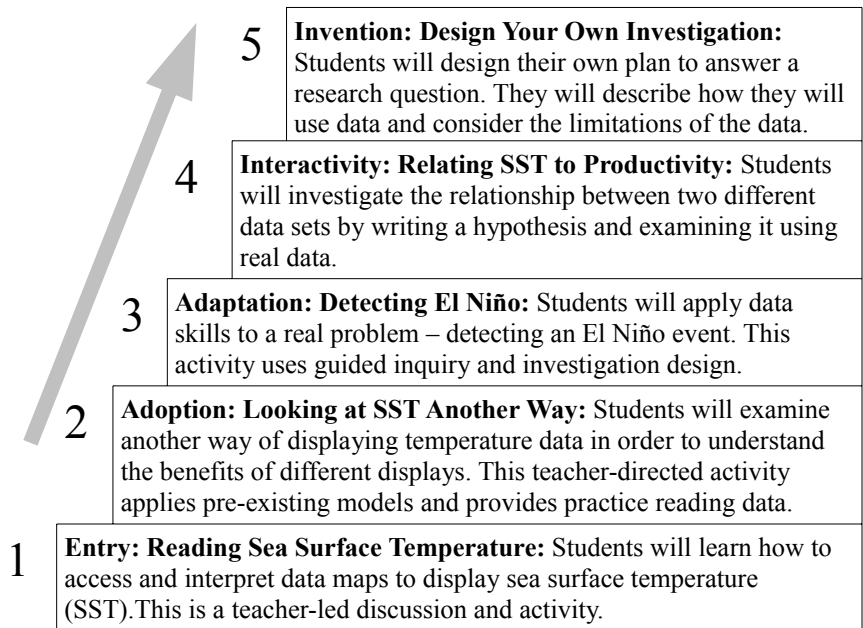 5
Invention: Design Your Own Investigation:
Students will design their own plan to answer a
research question. They will describe how they will
use data and consider the limitations of the data.
4
Interactivity: Relating SST to Productivity: Students
will investigate the relationship between two different
data sets by writing a hypothesis and examining it using
real data.
3
Adaptation: Detecting El Niño: Students will apply data
skills to a real problem – detecting an El Niño event. This
activity uses guided inquiry and investigation design.
2
Adoption: Looking at SST Another Way: Students will examine
another way of displaying temperature data in order to understand
the benefits of different displays. This teacher-directed activity
applies pre-existing models and provides practice reading data.
1
Entry: Reading Sea Surface Temperature: Students will learn how to
access and interpret data maps to display sea surface temperature
(SST).This is a teacher-led discussion and activity.